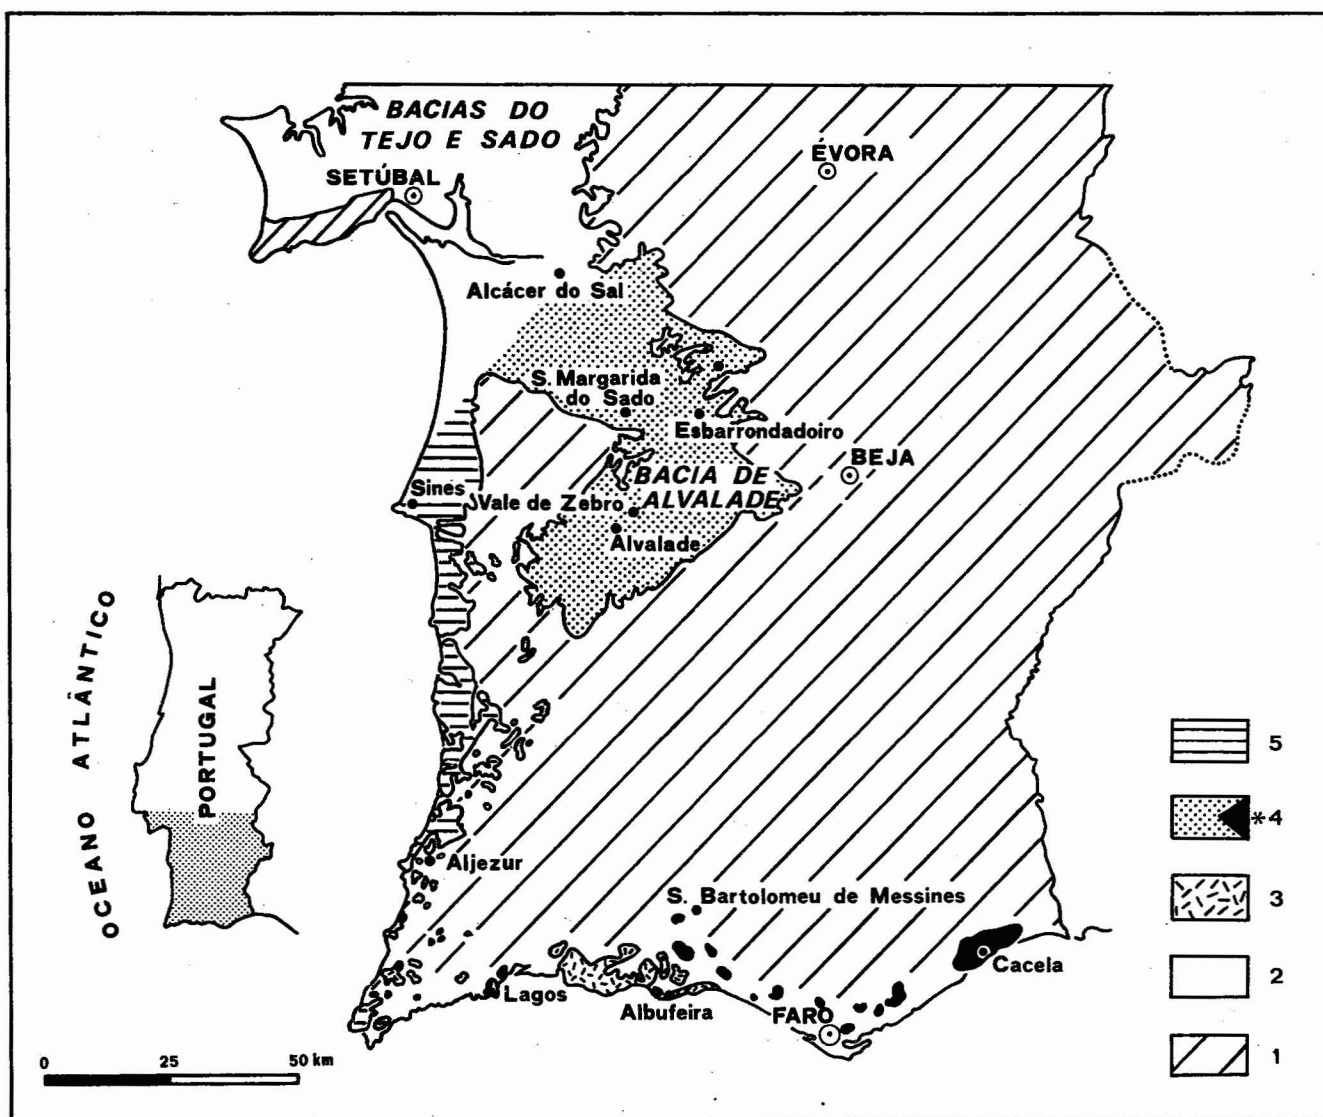 BACIAS DO
TEJO E SADO
SETÚBAL
ÉVORA
Alcácer do Sal
S. Margarida
do Sado
Esbarrondadoiro
BEJA
BACIA DE
ALVALADE
Sines
Vale de Zebro
Alvalade
OCEANO ATLÂNTICO
PORTUGAL
Aljezur
S. Bartolomeu de Messines
Lagos
Albufeira
FARO
Cacela
0 25 50 km
5
*4
3
2
1